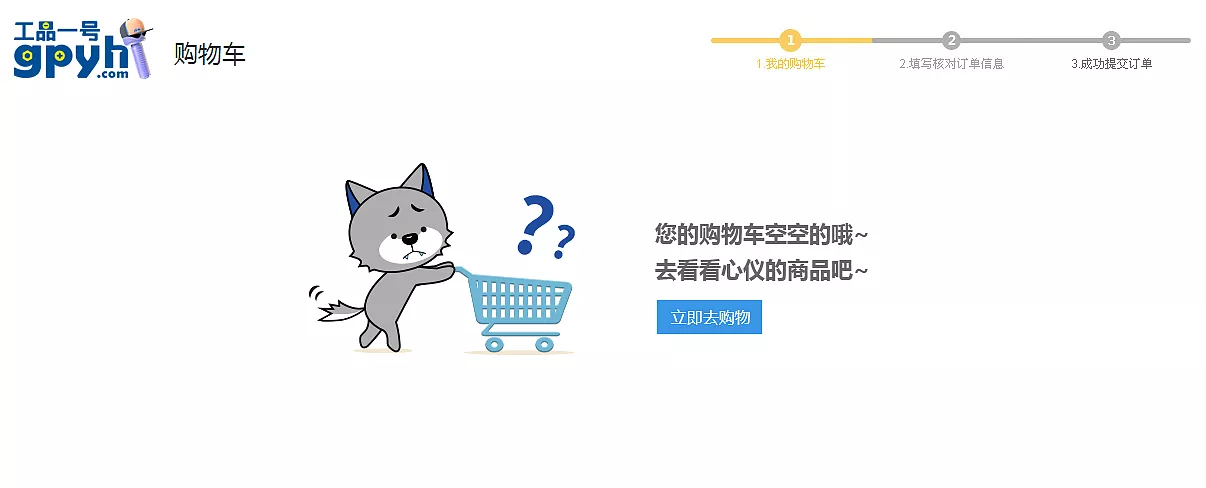 工品一号
gpyh
.com
购物车
1
2
3
1.我的购物车
2.填写核对订单信息
3.成功提交订单
? ?
您的购物车空空的哦~
去看看心仪的商品吧~
立即去购物